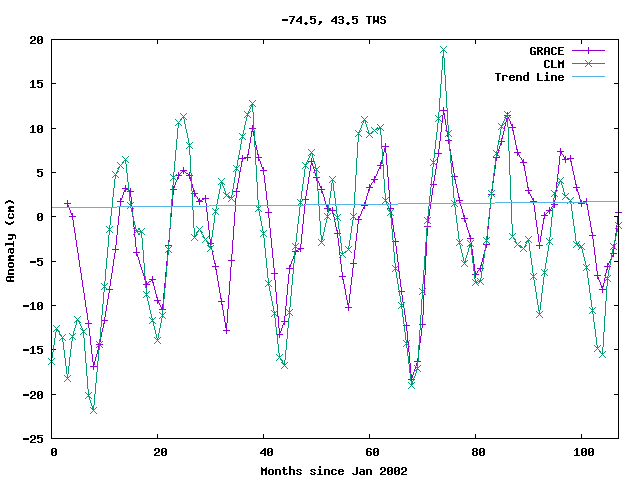 -74.5, 43.5 TWS
GRACE
CLM
Trend Line
20
15
10
5
0
-5
-10
-15
-20
-25
Anomaly (cm)
0 20 40 60 80 100
Months since Jan 2002